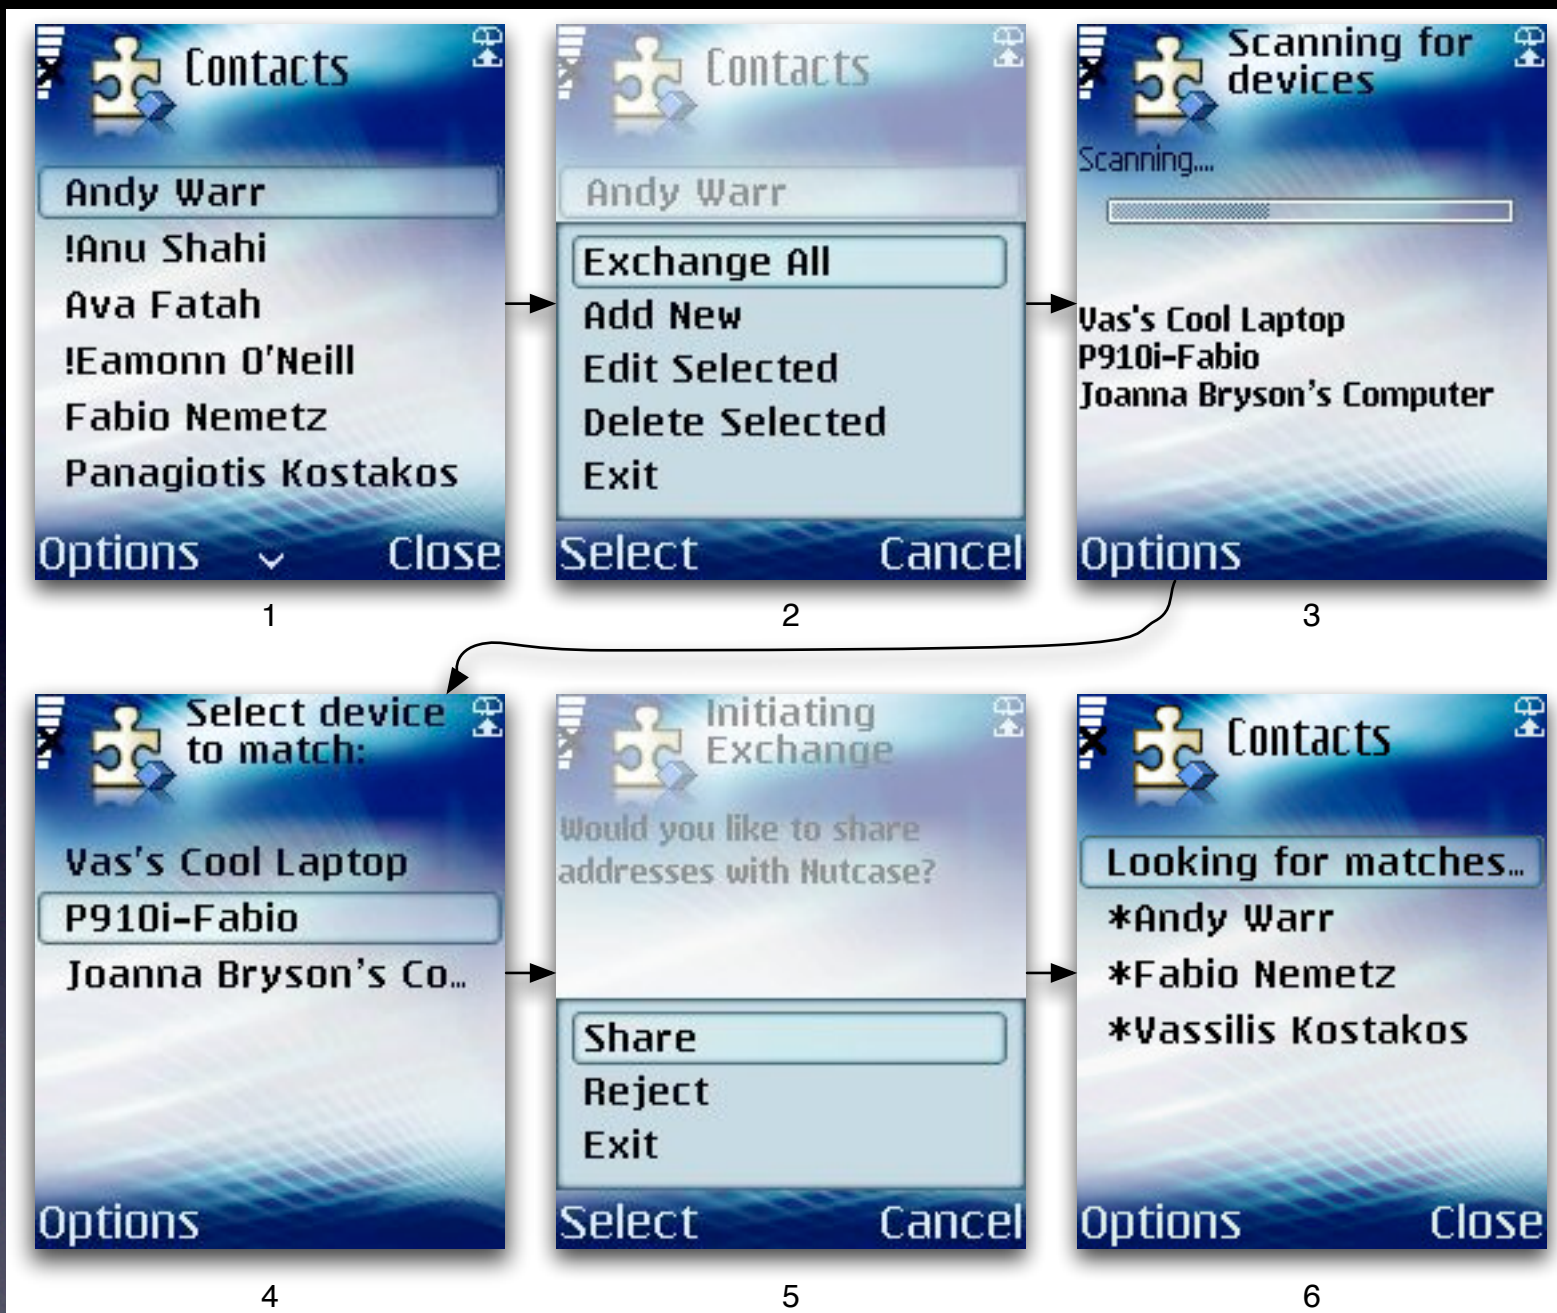 Contacts
Andy Warr
!Anu Shahi
Ava Fatah
!Eamonn O'Neill
Fabio Nemetz
Panagiotis Kostakos
Options
Close
1
Contacts
Andy Warr
Exchange All
Add New
Edit Selected
Delete Selected
Exit
Select
Cancel
2
Scanning for
devices
Scanning....
Vas's Cool Laptop
P910i-Fabio
Joanna Bryson's Computer
Options
3
Select device
to match:
Vas's Cool Laptop
P910i-Fabio
Joanna Bryson's Co...
Options
4
Initiating
Exchange
Would you like to share
addresses with Nutcase?
Share
Reject
Exit
Select
Cancel
5
Contacts
Looking for matches...
*Andy Warr
*Fabio Nemetz
*Vassilis Kostakos
Options
Close
6